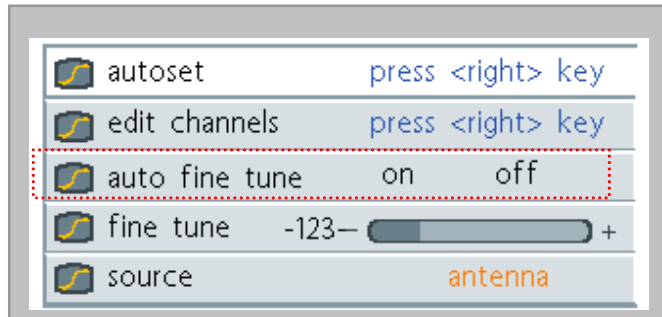 autoset press <right> key
edit channels press <right> key
auto fine tune on off
fine tune -123- +
source antenna